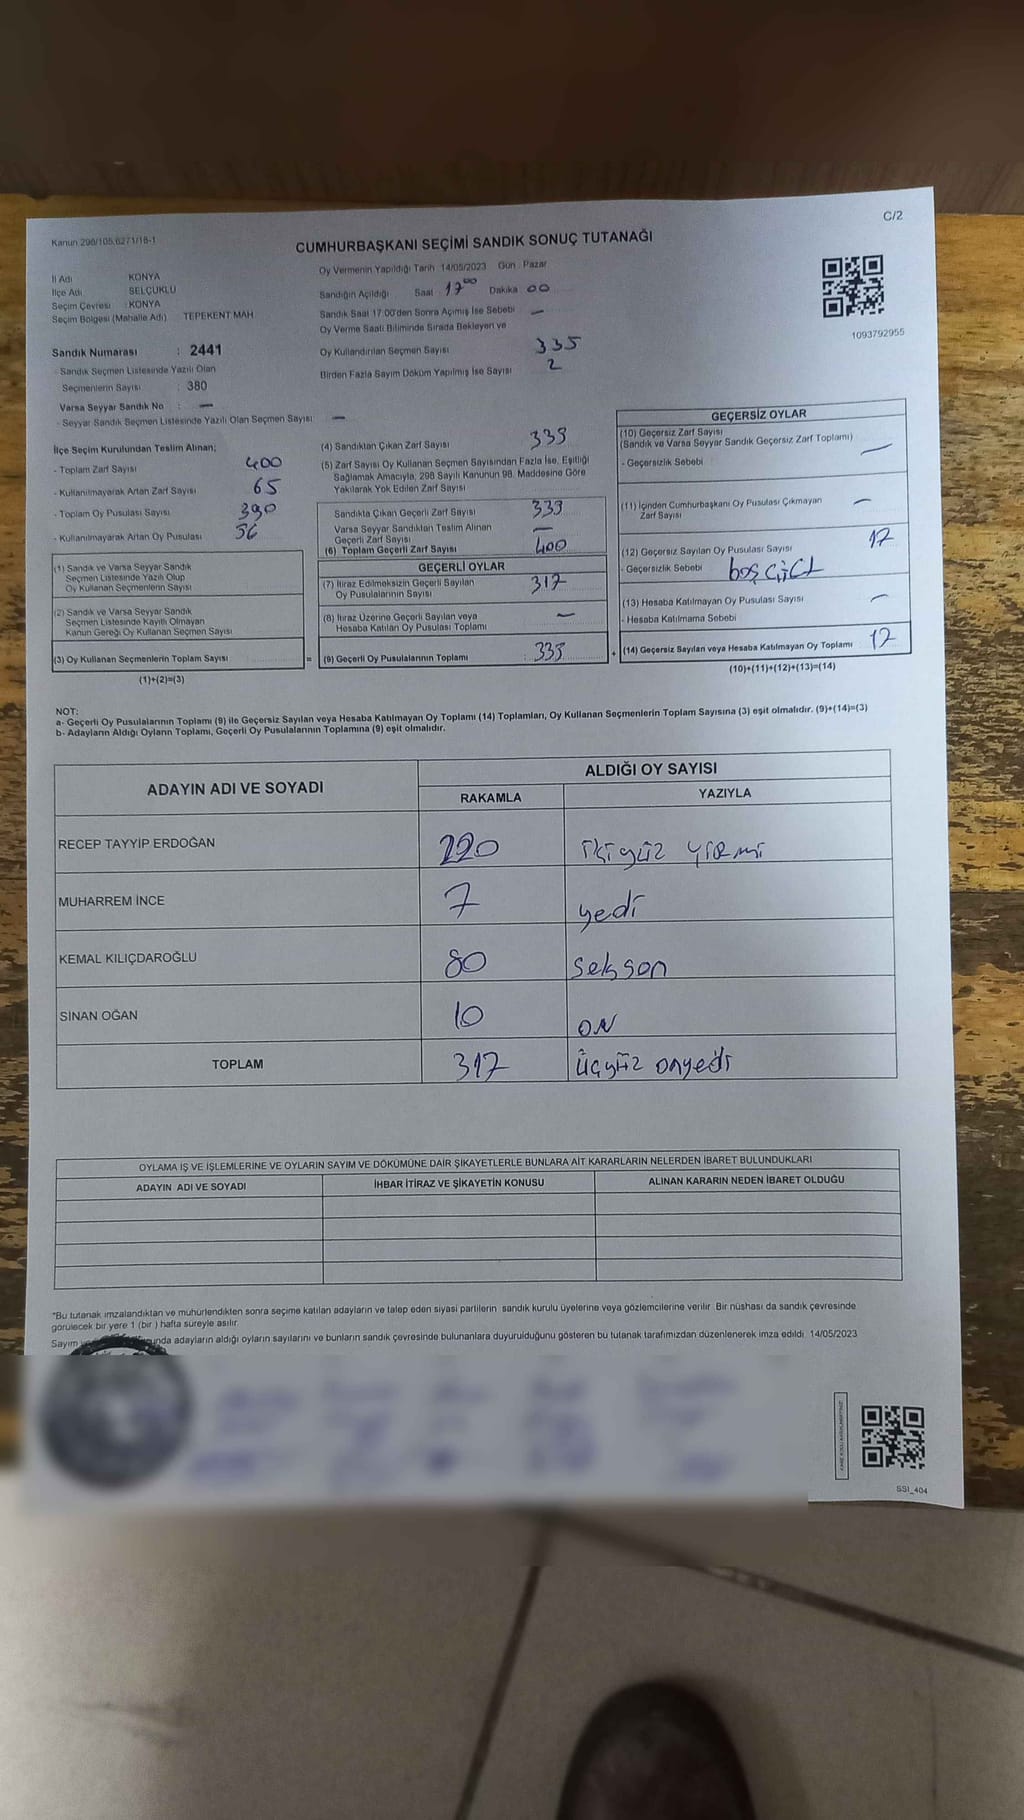 C/2
Kanun 298/105,6271/16-1
CUMHURBAŞKANI SEÇİMİ SANDIK SONUÇ TUTANAĞI
İl Adı KONYA
İlçe Adı SELÇUKLU
Seçim Çevresi KONYA
Seçim Bölgesi (Mahalle Adı) TEPEKENT MAH
Oy Vermenin Yapıldığı Tarih 14/05/2023 Gün Pazar
Sandığın Açıldığı Saat 17⁰⁰ Dakika 00
Sandık Saat 17.00'den Sonra Açılmış İse Sebebi —
Oy Verme Saati Bitiminde Sırada Bekleyen ve
Oy Kullandırılan Seçmen Sayısı 335
Birden Fazla Sayım Döküm Yapılmış İse Sayısı 2
1093792955
Sandık Numarası : 2441
- Sandık Seçmen Listesinde Yazılı Olan
Seçmenlerin Sayısı : 380
Varsa Seyyar Sandık No : —
- Seyyar Sandık Seçmen Listesinde Yazılı Olan Seçmen Sayısı —
İlçe Seçim Kurulundan Teslim Alınan;
- Toplam Zarf Sayısı 400
- Kullanılmayarak Artan Zarf Sayısı 65
- Toplam Oy Pusulası Sayısı 390
- Kullanılmayarak Artan Oy Pusulası
(1) Sandık ve Varsa Seyyar Sandık
Seçmen Listesinde Yazılı Olup
Oy Kullanan Seçmenlerin Sayısı
(2) Sandık ve Varsa Seyyar Sandık
Seçmen Listesinde Kayıtlı Olmayan
Kanun Gereği Oy Kullanan Seçmen Sayısı
(3) Oy Kullanan Seçmenlerin Toplam Sayısı =
(1)+(2)=(3)
(4) Sandıktan Çıkan Zarf Sayısı 333
(5) Zarf Sayısı Oy Kullanan Seçmen Sayısından Fazla İse, Eşitliği
Sağlamak Amacıyla, 298 Sayılı Kanunun 98. Maddesine Göre
Yakılarak Yok Edilen Zarf Sayısı
Sandıkta Çıkan Geçerli Zarf Sayısı 333
Varsa Seyyar Sandıktan Teslim Alınan
Geçerli Zarf Sayısı —
(6) Toplam Geçerli Zarf Sayısı 400
GEÇERLİ OYLAR
(7) İtiraz Edilmeksizin Geçerli Sayılan
Oy Pusulalarının Sayısı 317
(8) İtiraz Üzerine Geçerli Sayılan veya
Hesaba Katılan Oy Pusulası Toplamı —
(9) Geçerli Oy Pusulalarının Toplamı : 333 +
GEÇERSİZ OYLAR
(10) Geçersiz Zarf Sayısı
(Sandık ve Varsa Seyyar Sandık Geçersiz Zarf Toplamı) —
- Geçersizlik Sebebi
(11) İçinden Cumhurbaşkanı Oy Pusulası Çıkmayan
Zarf Sayısı —
(12) Geçersiz Sayılan Oy Pusulası Sayısı 17
- Geçersizlik Sebebi boş çift
(13) Hesaba Katılmayan Oy Pusulası Sayısı —
- Hesaba Katılmama Sebebi
(14) Geçersiz Sayılan veya Hesaba Katılmayan Oy Toplamı 17
(10)+(11)+(12)+(13)=(14)
NOT:
a- Geçerli Oy Pusulalarının Toplamı (9) ile Geçersiz Sayılan veya Hesaba Katılmayan Oy Toplamı (14) Toplamları, Oy Kullanan Seçmenlerin Toplam Sayısına (3) eşit olmalıdır. (9)+(14)=(3)
b- Adayların Aldığı Oyların Toplamı, Geçerli Oy Pusulalarının Toplamına (9) eşit olmalıdır.
ADAYIN ADI VE SOYADI
ALDIĞI OY SAYISI
RAKAMLA YAZIYLA
RECEP TAYYİP ERDOĞAN 220 ikiyüz yirmi
MUHARREM İNCE 7 yedi
KEMAL KILIÇDAROĞLU 80 seksen
SİNAN OĞAN 10 ON
TOPLAM 317 üçyüz onyedi
OYLAMA İŞ VE İŞLEMLERİNE VE OYLARIN SAYIM VE DÖKÜMÜNE DAİR ŞİKAYETLERLE BUNLARA AİT KARARLARIN NELERDEN İBARET BULUNDUKLARI
ADAYIN ADI VE SOYADI İHBAR İTİRAZ VE ŞİKAYETİN KONUSU ALINAN KARARIN NEDEN İBARET OLDUĞU
*Bu tutanak imzalandıktan ve mühürlendikten sonra seçime katılan adayların ve talep eden siyasi partilerin sandık kurulu üyelerine veya gözlemcilerine verilir. Bir nüshası da sandık çevresinde
görülecek bir yere 1 (bir) hafta süreyle asılır.
Sayım adayların aldığı oyların sayılarını ve bunların sandık çevresinde bulunanlara duyurulduğunu gösteren bu tutanak tarafımızdan düzenlenerek imza edildi. 14/05/2023
SSI_404